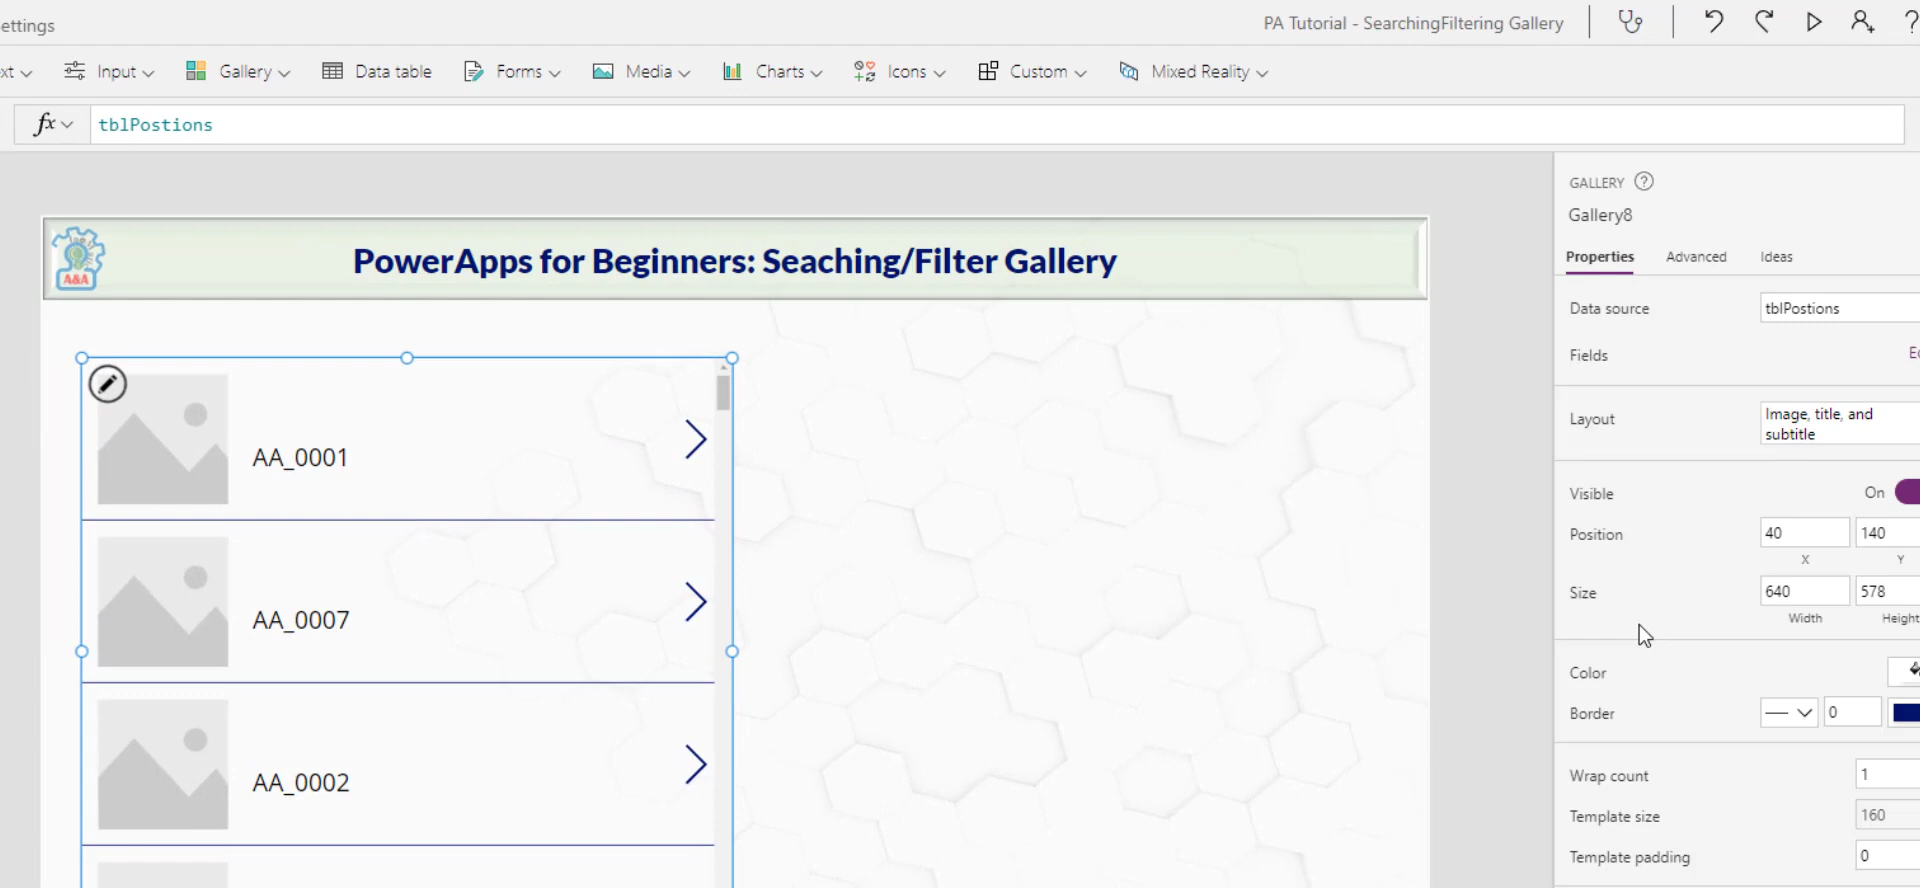 ettings
PA Tutorial - SearchingFiltering Gallery
?
xt Input Gallery Data table Forms Media Charts Icons Custom Mixed Reality
fx tblPostions
GALLERY ?
Gallery8
A&A
PowerApps for Beginners: Seaching/Filter Gallery
Properties Advanced Ideas
Data source tblPostions
Fields
Layout Image, title, and
subtitle
AA_0001
Visible On
Position 40 140
X Y
Size 640 578
Width Height
AA_0007
Color
Border 0
AA_0002
Wrap count 1
Template size 160
Template padding 0